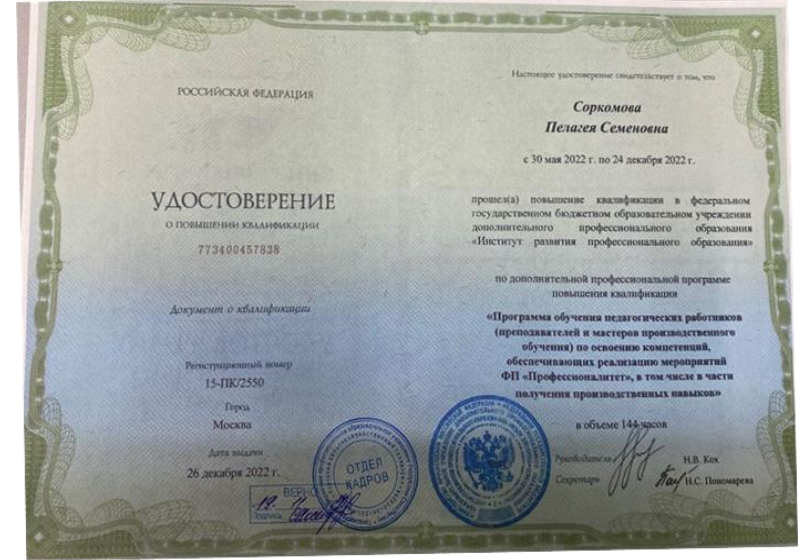 РОССИЙСКАЯ ФЕДЕРАЦИЯ
УДОСТОВЕРЕНИЕ
О ПОВЫШЕНИИ КВАЛИФИКАЦИИ
773400457838
Документ о квалификации
Регистрационный номер
15-ПК/2550
Город
Москва
Дата выдачи
26 декабря 2022 г.
ВЕРНО
ОТДЕЛ
КАДРОВ
Настоящее удостоверение свидетельствует о том, что
Соркомова
Пелагея Семеновна
с 30 мая 2022 г. по 24 декабря 2022 г.
прошел(а) повышение квалификации в федеральном
государственном бюджетном образовательном учреждении
дополнительного профессионального образования
«Институт развития профессионального образования»
по дополнительной профессиональной программе
повышения квалификации
«Программа обучения педагогических работников
(преподавателей и мастеров производственного
обучения) по освоению компетенций,
обеспечивающих реализацию мероприятий
ФП «Профессионалитет», в том числе в части
получения производственных навыков»
в объеме 144 часов
Руководитель Н.В. Кох
Секретарь Н.С. Пономарева